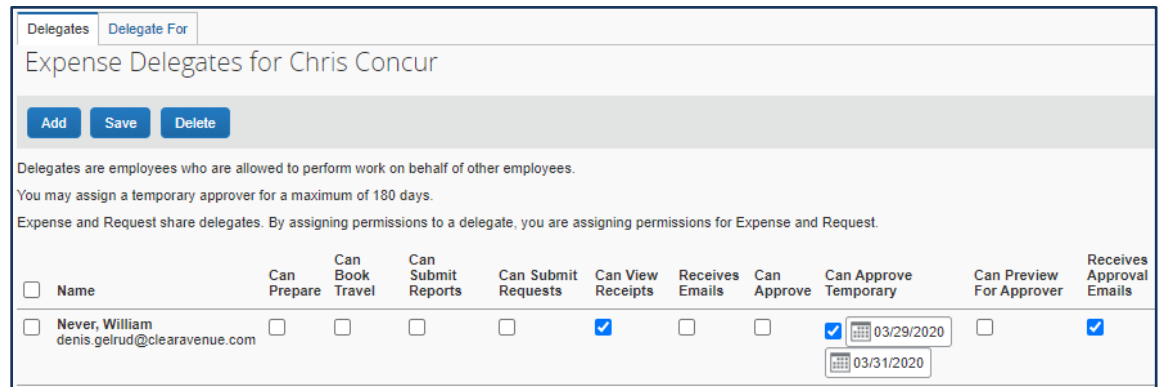 Delegates Delegate For
Expense Delegates for Chris Concur
Add Save Delete
Delegates are employees who are allowed to perform work on behalf of other employees.
You may assign a temporary approver for a maximum of 180 days.
Expense and Request share delegates. By assigning permissions to a delegate, you are assigning permissions for Expense and Request.
Name
Can Prepare
Can Book Travel
Can Submit Reports
Can Submit Requests
Can View Receipts
Receives Emails
Can Approve
Can Approve Temporary
Can Preview For Approver
Receives Approval Emails
Never, William
denis.gelrud@clearavenue.com
03/29/2020
03/31/2020